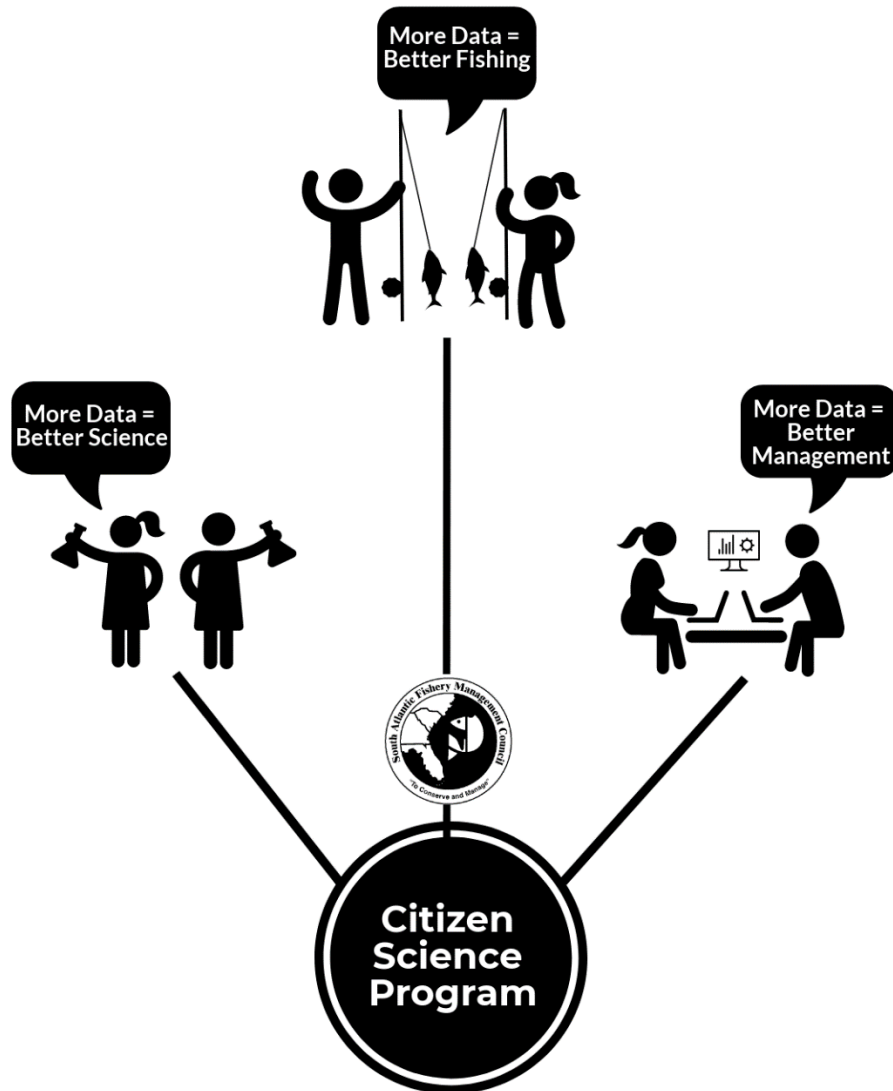 More Data =
Better Fishing
More Data =
Better Science
More Data =
Better
Management
South Atlantic Fishery Management Council
"To Conserve and Manage"
Citizen
Science
Program